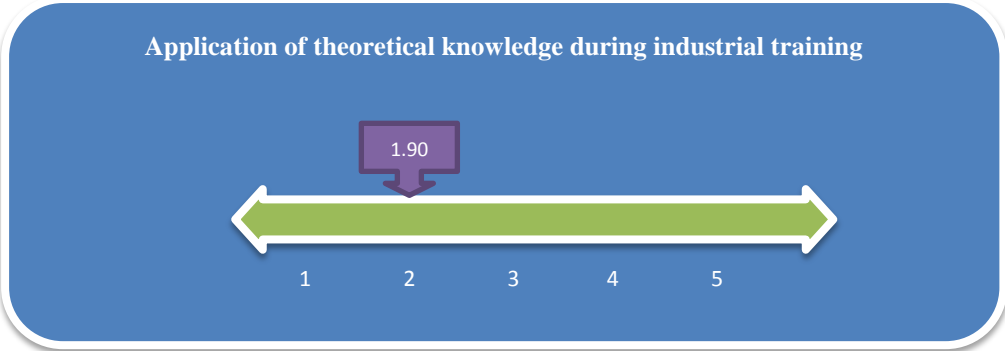 Application of theoretical knowledge during industrial training
1.90
1 2 3 4 5